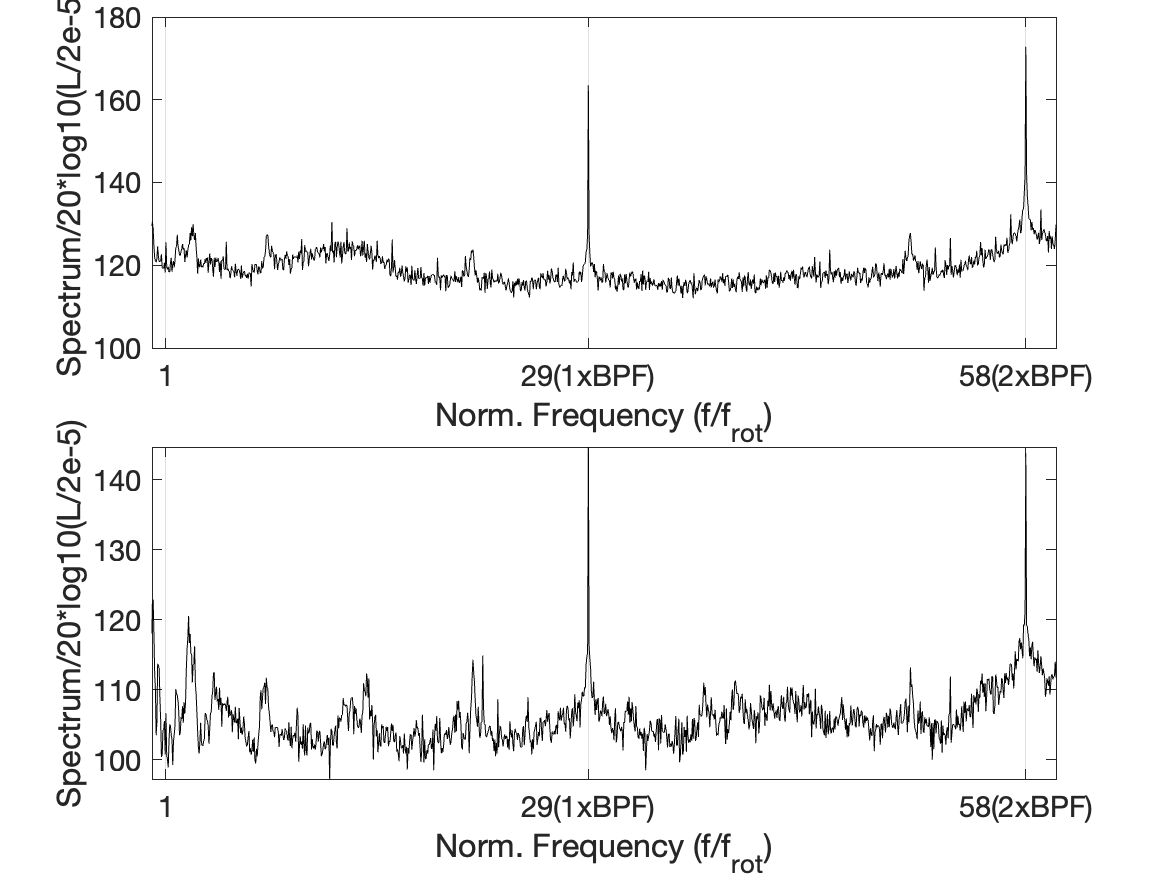 Spectrum/20*log10(L/2e-5
180
160
140
120
100
1
29(1xBPF)
58(2xBPF)
Norm. Frequency (f/f_rot)
Spectrum/20*log10(L/2e-5)
140
130
120
110
100
1
29(1xBPF)
58(2xBPF)
Norm. Frequency (f/f_rot)